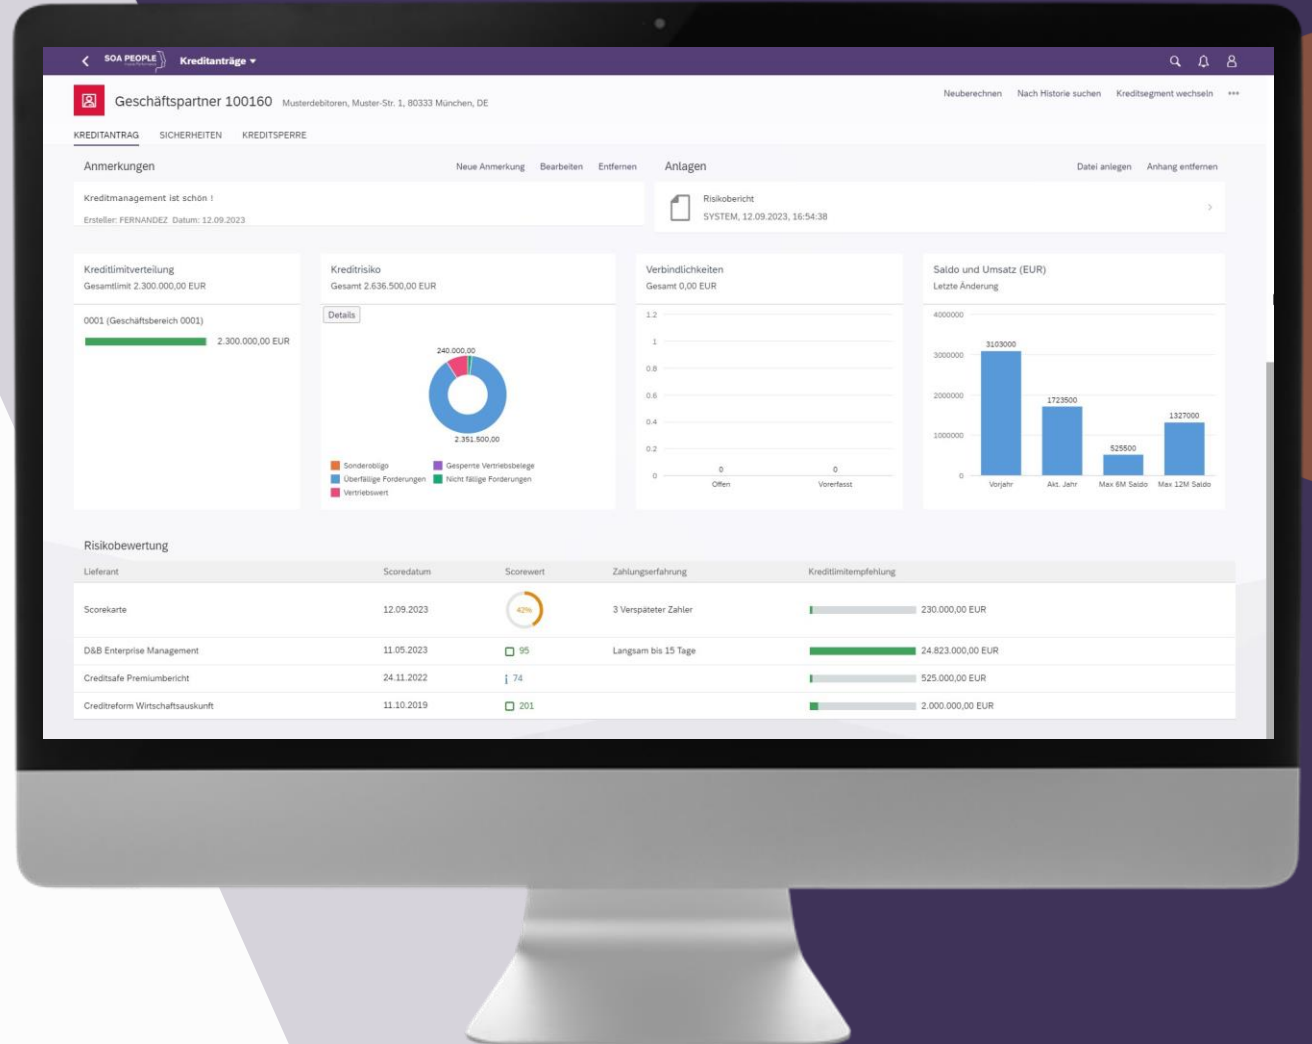 SOA PEOPLE
Kreditanträge
Geschäftspartner 100160 Musterdebitoren, Muster-Str. 1, 80333 München, DE
Neuberechnen Nach Historie suchen Kreditsegment wechseln
KREDITANTRAG SICHERHEITEN KREDITSPERRE
Anmerkungen
Neue Anmerkung Bearbeiten Entfernen
Kreditmanagement ist schön !
Ersteller: FERNANDEZ Datum: 12.09.2023
Anlagen
Datei anlegen Anhang entfernen
Risikobericht
SYSTEM, 12.09.2023, 16:54:38
Kreditlimitverteilung
Gesamtlimit 2.300.000,00 EUR
0001 (Geschäftsbereich 0001)
2.300.000,00 EUR
Kreditrisiko
Gesamt 2.636.500,00 EUR
Details
240.000,00
2.351.500,00
Sonderobligo Gesperrte Vertriebsbelege
Überfällige Forderungen Nicht fällige Forderungen
Vertriebswert
Verbindlichkeiten
Gesamt 0,00 EUR
1.2
1
0.8
0.6
0.4
0.2
0
0 0
Offen Vorerfasst
Saldo und Umsatz (EUR)
Letzte Änderung
4000000
3000000
2000000
1000000
0
3103000
1723500
525500
1327000
Vorjahr Akt. Jahr Max 6M Saldo Max 12M Saldo
Risikobewertung
Lieferant Scoredatum Scorewert Zahlungserfahrung Kreditlimitempfehlung
Scorekarte 12.09.2023 42% 3 Verspäteter Zahler 230.000,00 EUR
D&B Enterprise Management 11.05.2023 95 Langsam bis 15 Tage 24.823.000,00 EUR
Creditsafe Premiumbericht 24.11.2022 74 525.000,00 EUR
Creditreform Wirtschaftsauskunft 11.10.2019 201 2.000.000,00 EUR